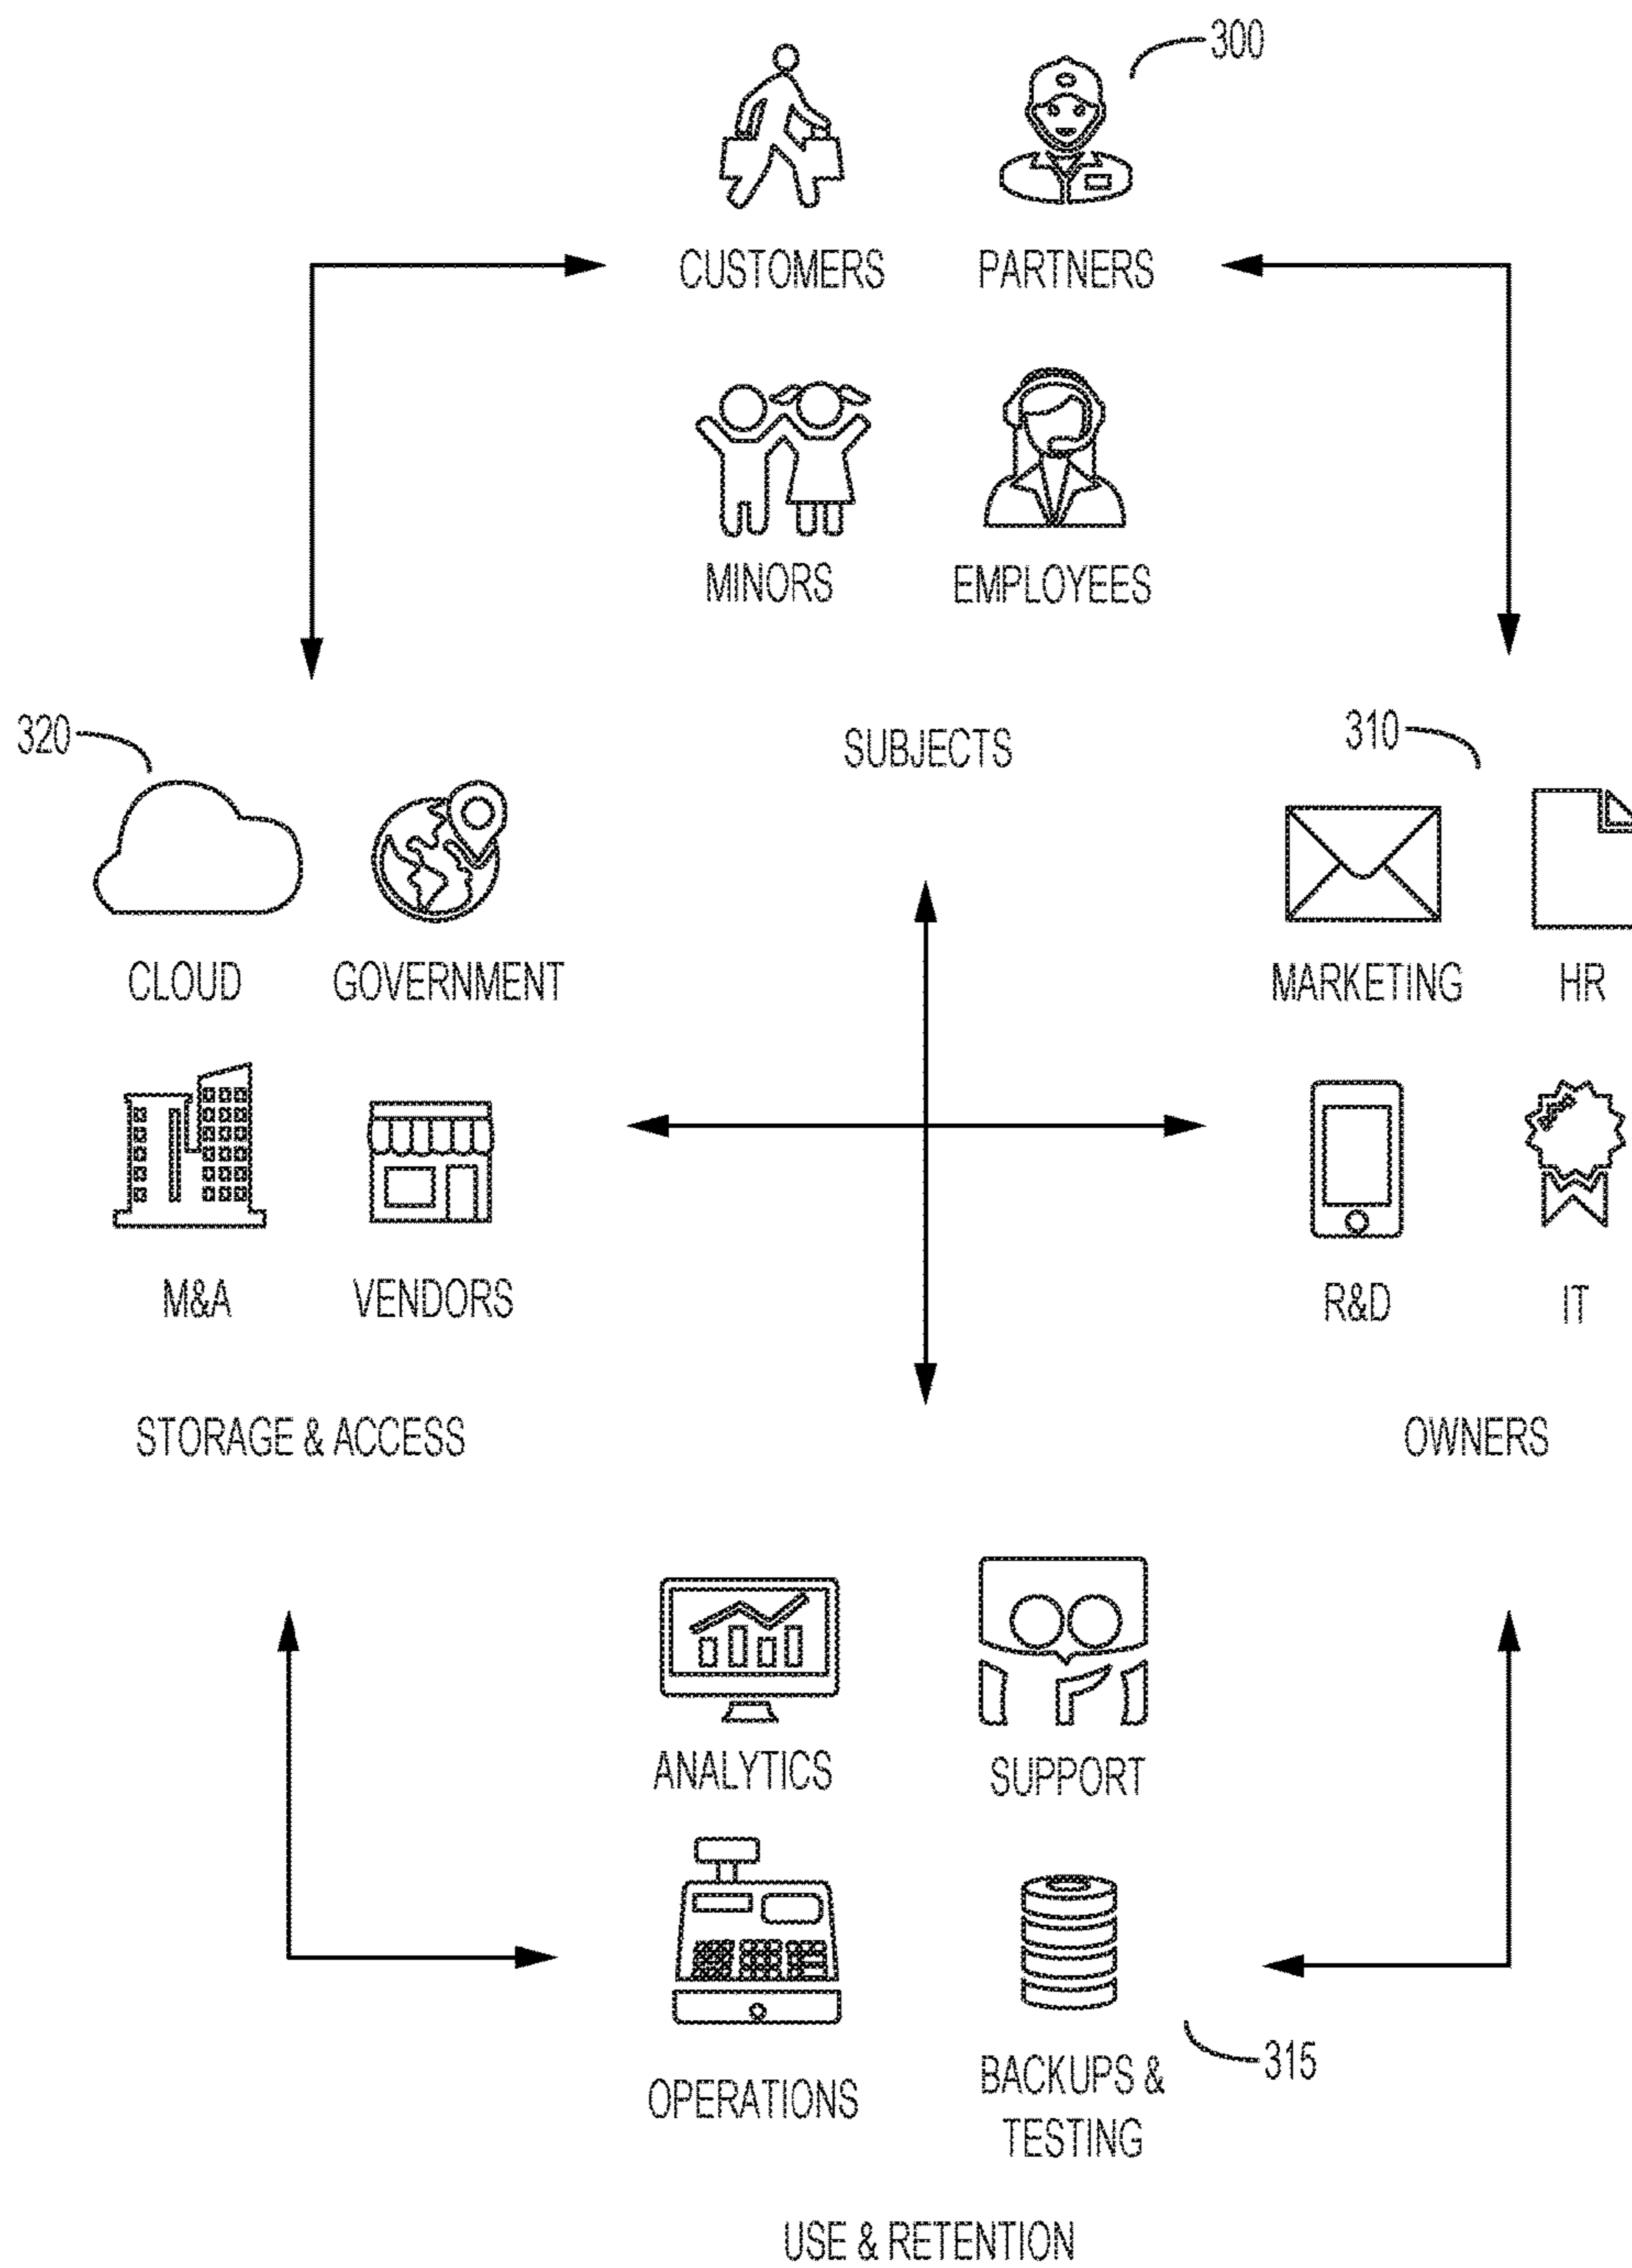 300
CUSTOMERS PARTNERS
MINORS EMPLOYEES
SUBJECTS
320
CLOUD GOVERNMENT
M&A VENDORS
STORAGE & ACCESS
310
MARKETING HR
R&D IT
OWNERS
ANALYTICS SUPPORT
OPERATIONS
BACKUPS &
TESTING
315
USE & RETENTION